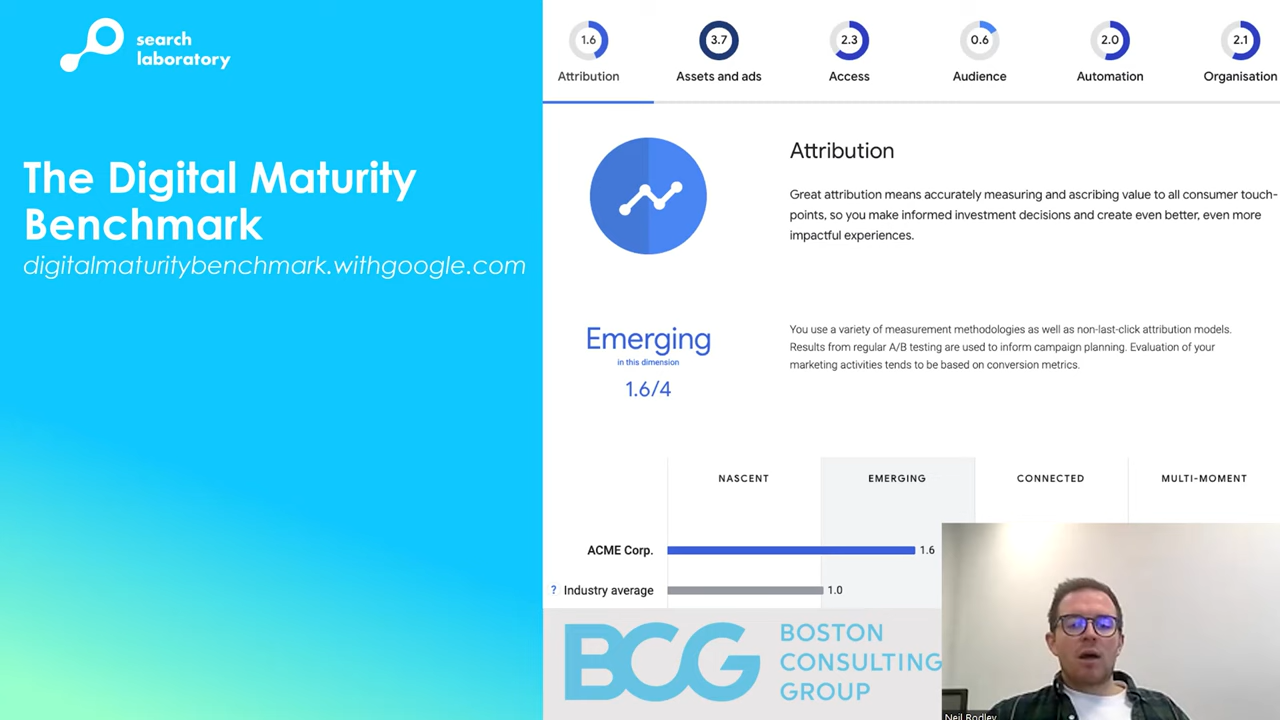 search
laboratory
The Digital Maturity
Benchmark
digitalmaturitybenchmark.withgoogle.com
1.6
3.7
2.3
0.6
2.0
2.1
Attribution
Assets and ads
Access
Audience
Automation
Organisation
Attribution
Great attribution means accurately measuring and ascribing value to all consumer touch-
points, so you make informed investment decisions and create even better, even more
impactful experiences.
Emerging
in this dimension
1.6/4
You use a variety of measurement methodologies as well as non-last-click attribution models.
Results from regular A/B testing are used to inform campaign planning. Evaluation of your
marketing activities tends to be based on conversion metrics.
NASCENT
EMERGING
CONNECTED
MULTI-MOMENT
ACME Corp.
1.6
? Industry average
1.0
BCG
BOSTON
CONSULTING
GROUP
Neil Rodley